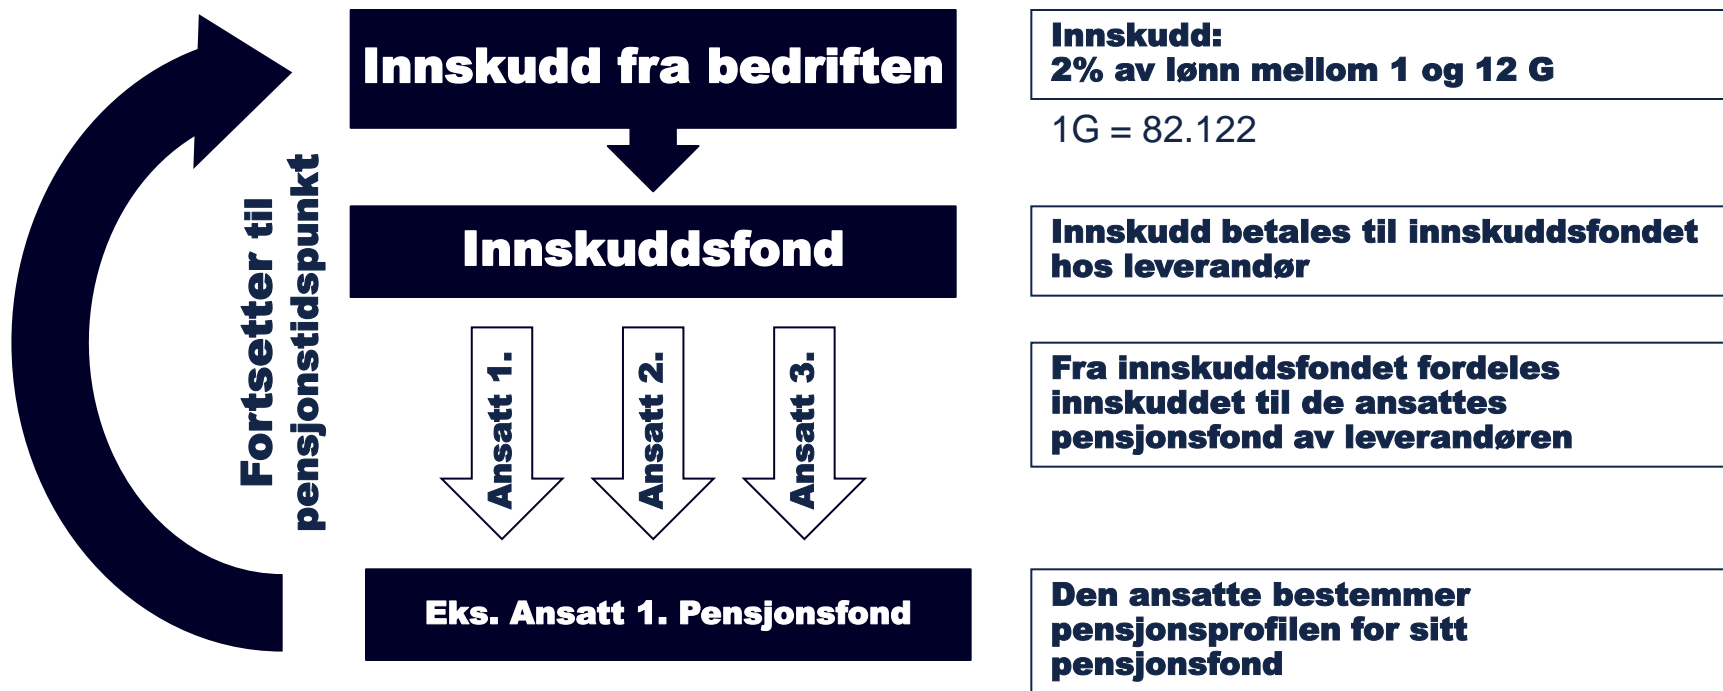 Innskudd fra bedriften
Innskudd:
2% av lønn mellom 1 og 12 G
1G = 82.122
Fortsetter til
pensjonstidspunkt
Innskuddsfond
Innskudd betales til innskuddsfondet
hos leverandør
Ansatt 1.
Ansatt 2.
Ansatt 3.
Fra innskuddsfondet fordeles
innskuddet til de ansattes
pensjonsfond av leverandøren
Eks. Ansatt 1. Pensjonsfond
Den ansatte bestemmer
pensjonsprofilen for sitt
pensjonsfond